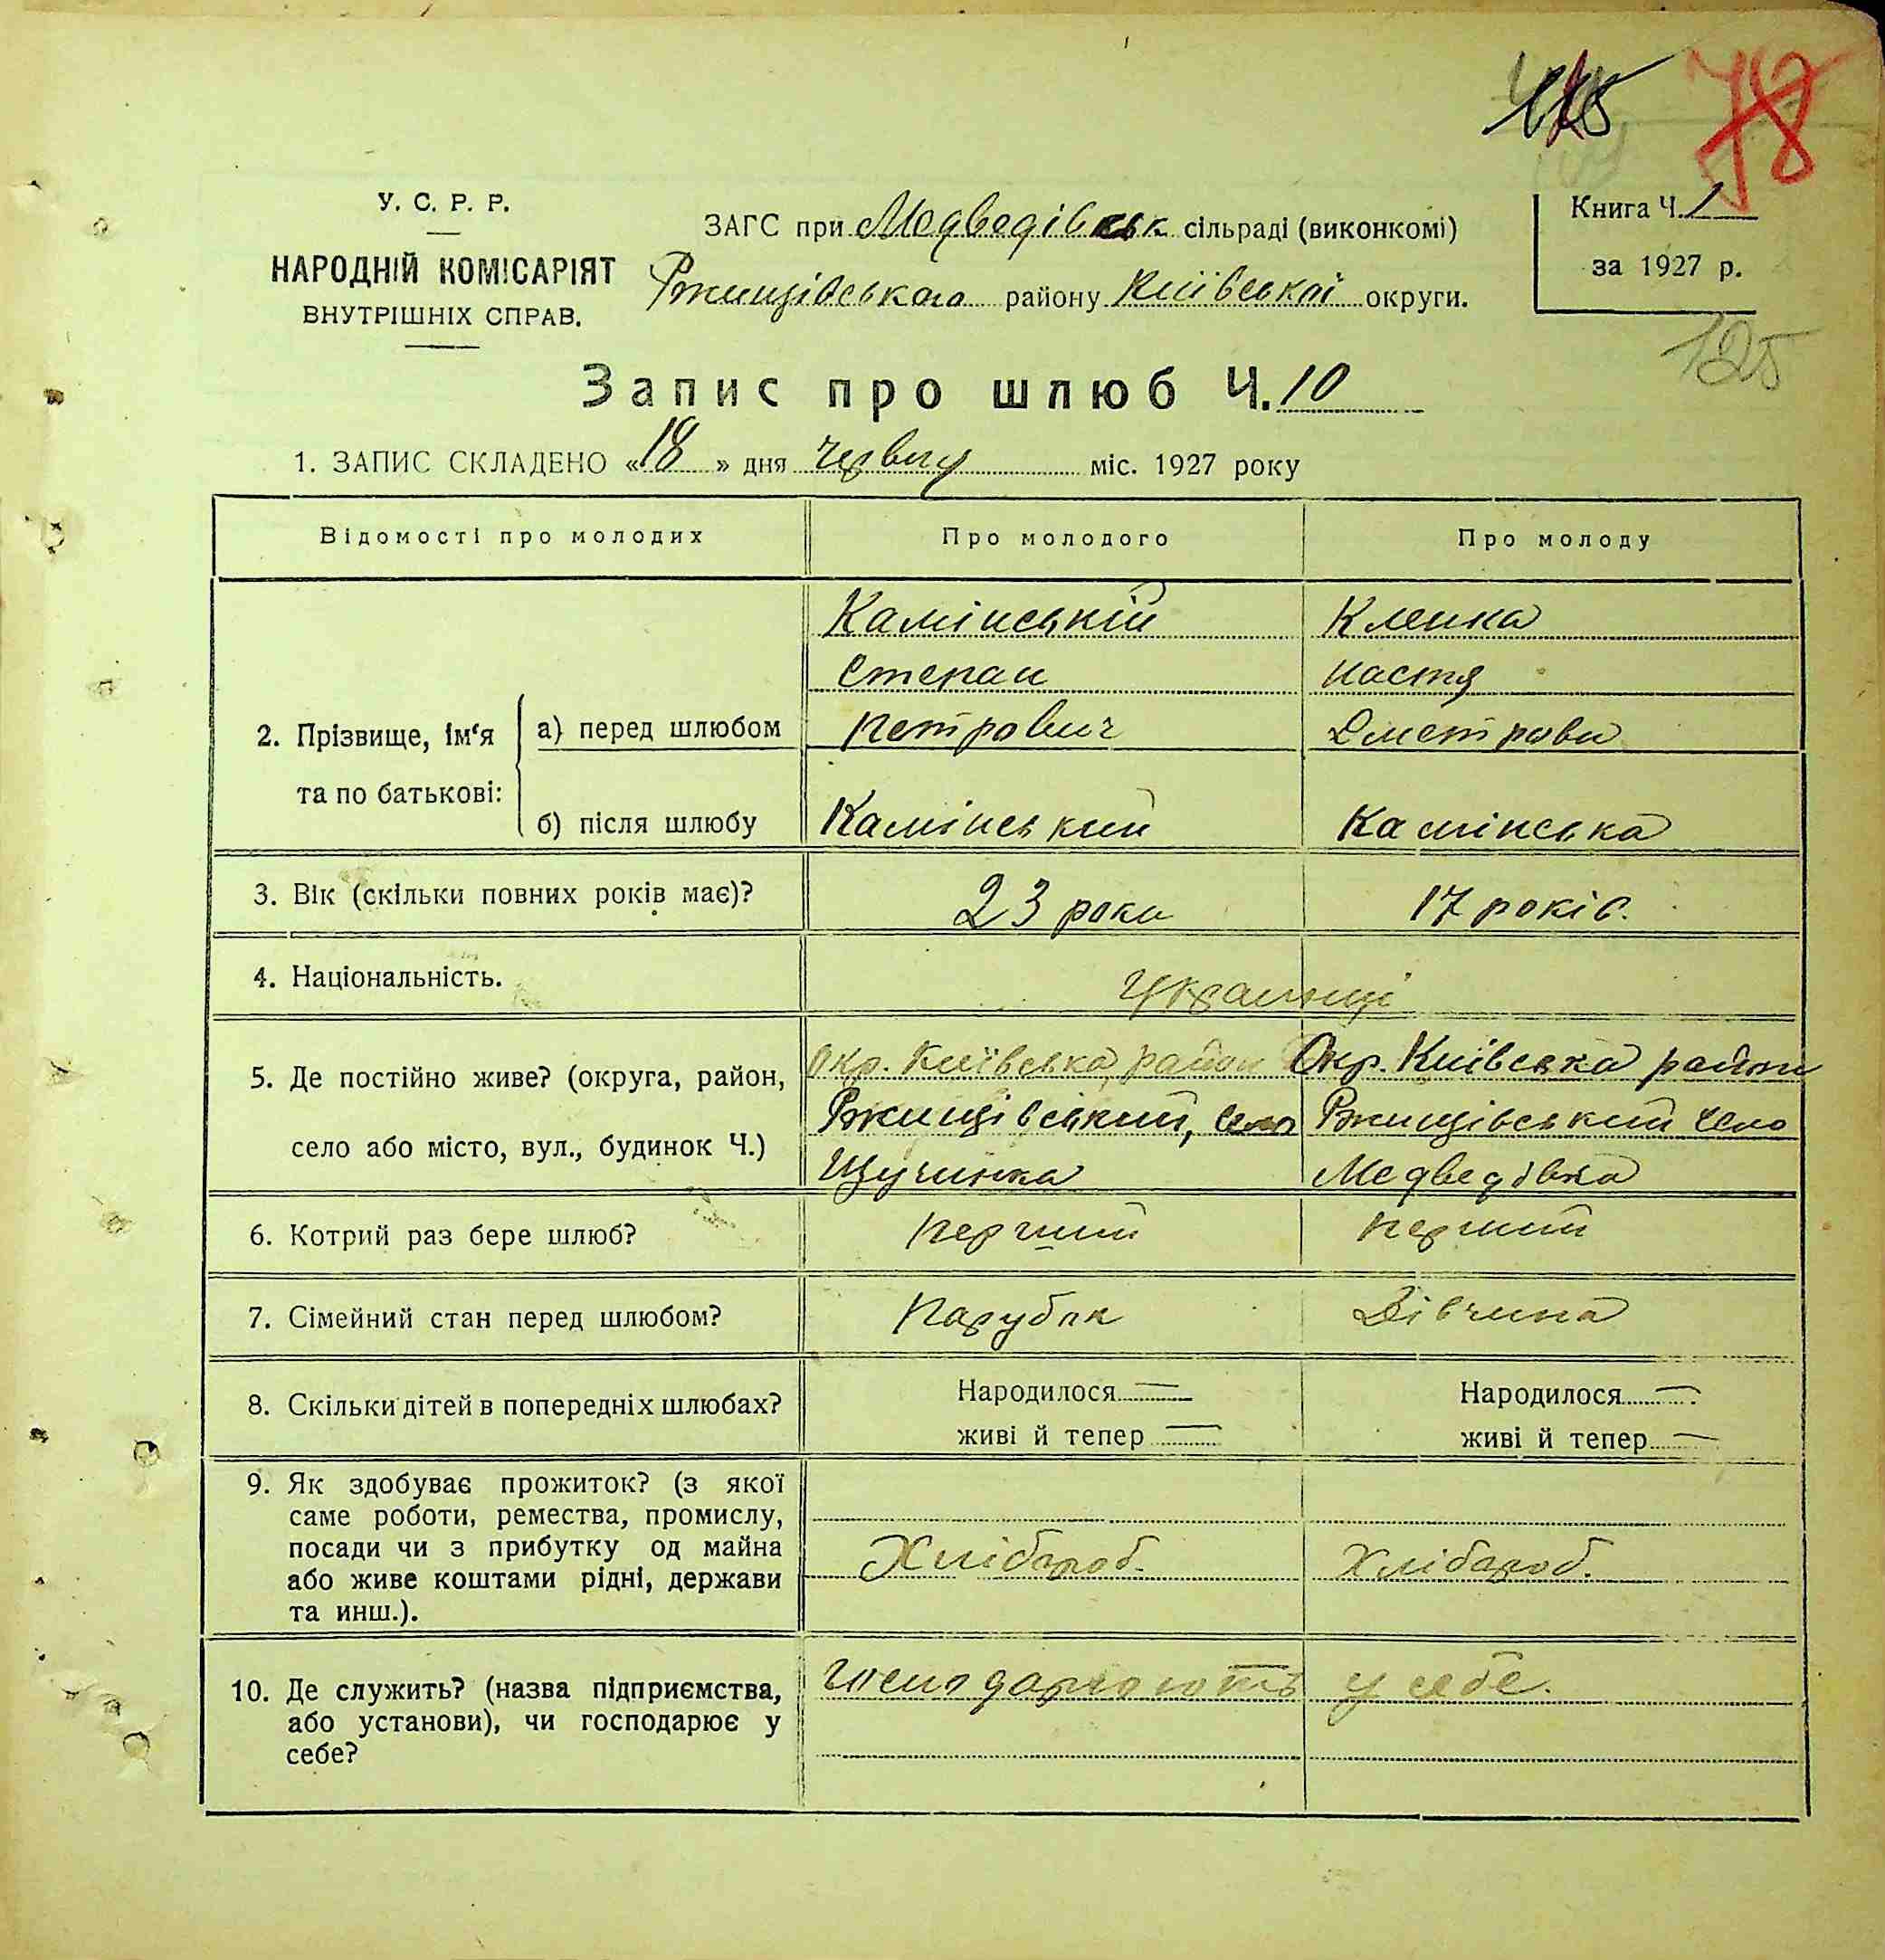 115 78
У. С. Р. Р.
НАРОДНІЙ КОМІСАРІЯТ
ВНУТРІШНІХ СПРАВ.
ЗАГС при Медведівськ сільраді (виконкомі)
Ржищівського району Київської округи.
Книга Ч. 1
за 1927 р.
125
Запис про шлюб Ч. 10
1. ЗАПИС СКЛАДЕНО «18» дня червня міс. 1927 року
Відомості про молодих Про молодого Про молоду
2. Прізвище, ім‘я та по батькові:
а) перед шлюбом
Камінській Кленка
Степан Настя
Петрович Дметрови
б) після шлюбу Камінський Камінська
3. Вік (скільки повних років має)? 23 роки 17 років.
4. Національність. Українці
5. Де постійно живе? (округа, район,
село або місто, вул., будинок Ч.)
Окр. Київська, район Окр. Київська район
Ржищівський, село Ржищівський село
Щучинка Медведівка
6. Котрий раз бере шлюб? перший перший
7. Сімейний стан перед шлюбом? Парубок Дівчина
8. Скільки дітей в попередніх шлюбах?
Народилося — Народилося —
живі й тепер — живі й тепер —
9. Як здобуває прожиток? (з якої
саме роботи, ремества, промислу,
посади чи з прибутку од майна
або живе коштами рідні, держави
та инш.).
Хлібороб. Хлібороб.
10. Де служить? (назва підприємства,
або установи), чи господарює у
себе?
Господарюють у себе.